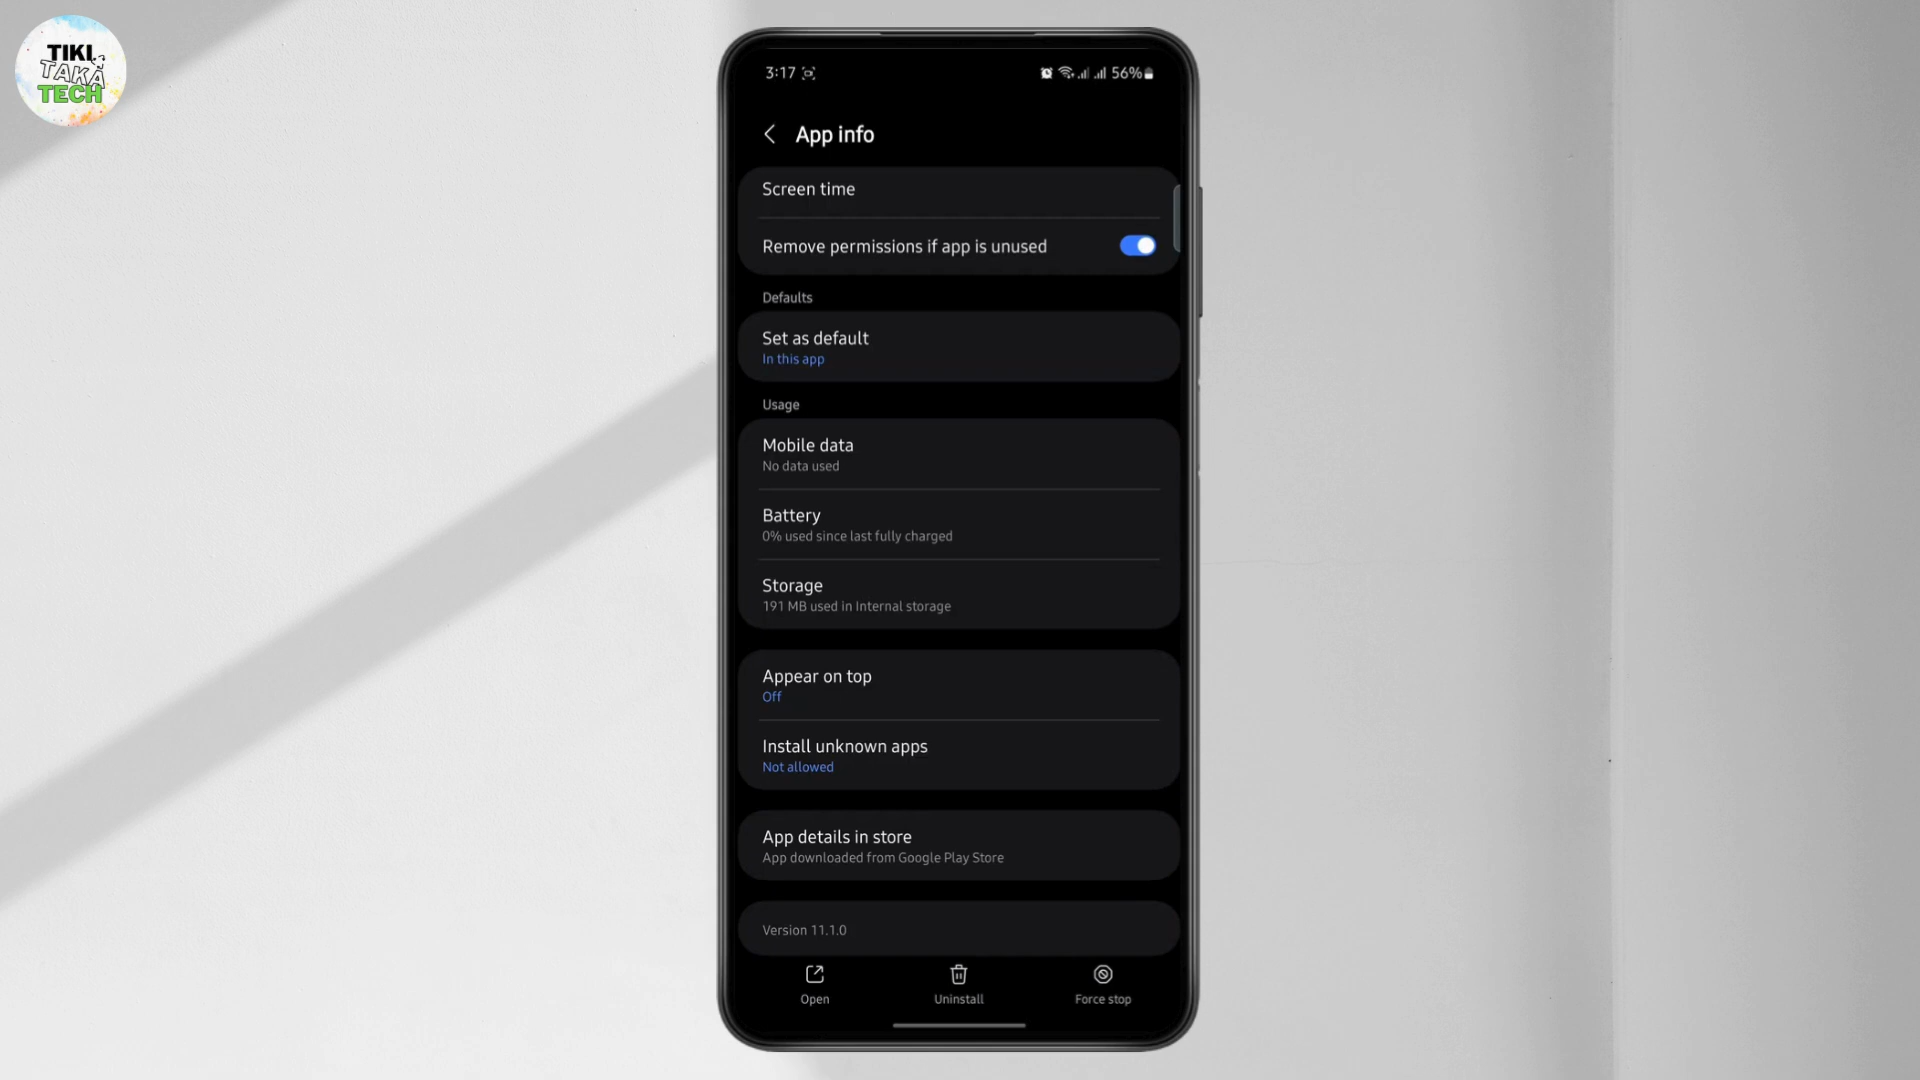 TIKI
TAKA
TECH
3:17
56%
App info
Screen time
Remove permissions if app is unused
Defaults
Set as default
In this app
Usage
Mobile data
No data used
Battery
0% used since last fully charged
Storage
191 MB used in Internal storage
Appear on top
Off
Install unknown apps
Not allowed
App details in store
App downloaded from Google Play Store
Version 11.1.0
Open
Uninstall
Force stop